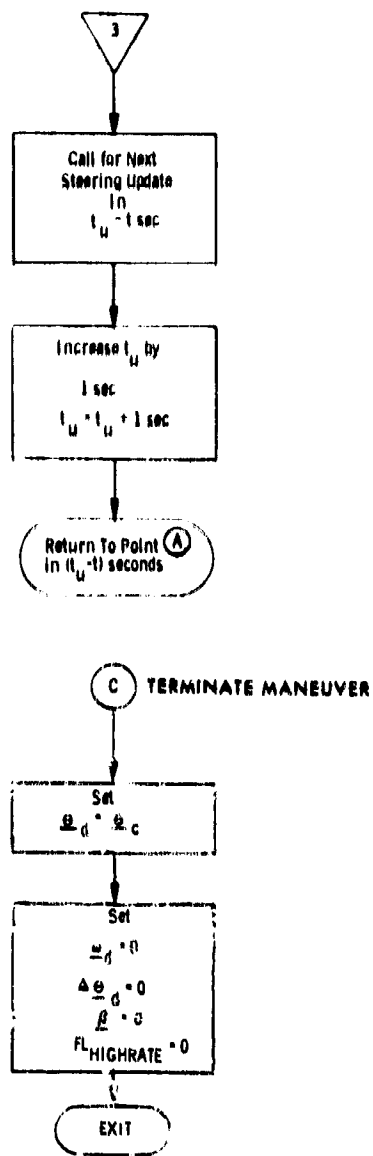 3
Call for Next
Steering Update
In
t_u - t sec
Increase t_u by
1 sec
t_u = t_u + 1 sec
Return To Point A
in (t_u-t) seconds
C TERMINATE MANEUVER
Set
Θ_d = Θ_c
Set
ω_d = 0
ΔΘ_d = 0
β = 0
FL_HIGHRATE = 0
EXIT